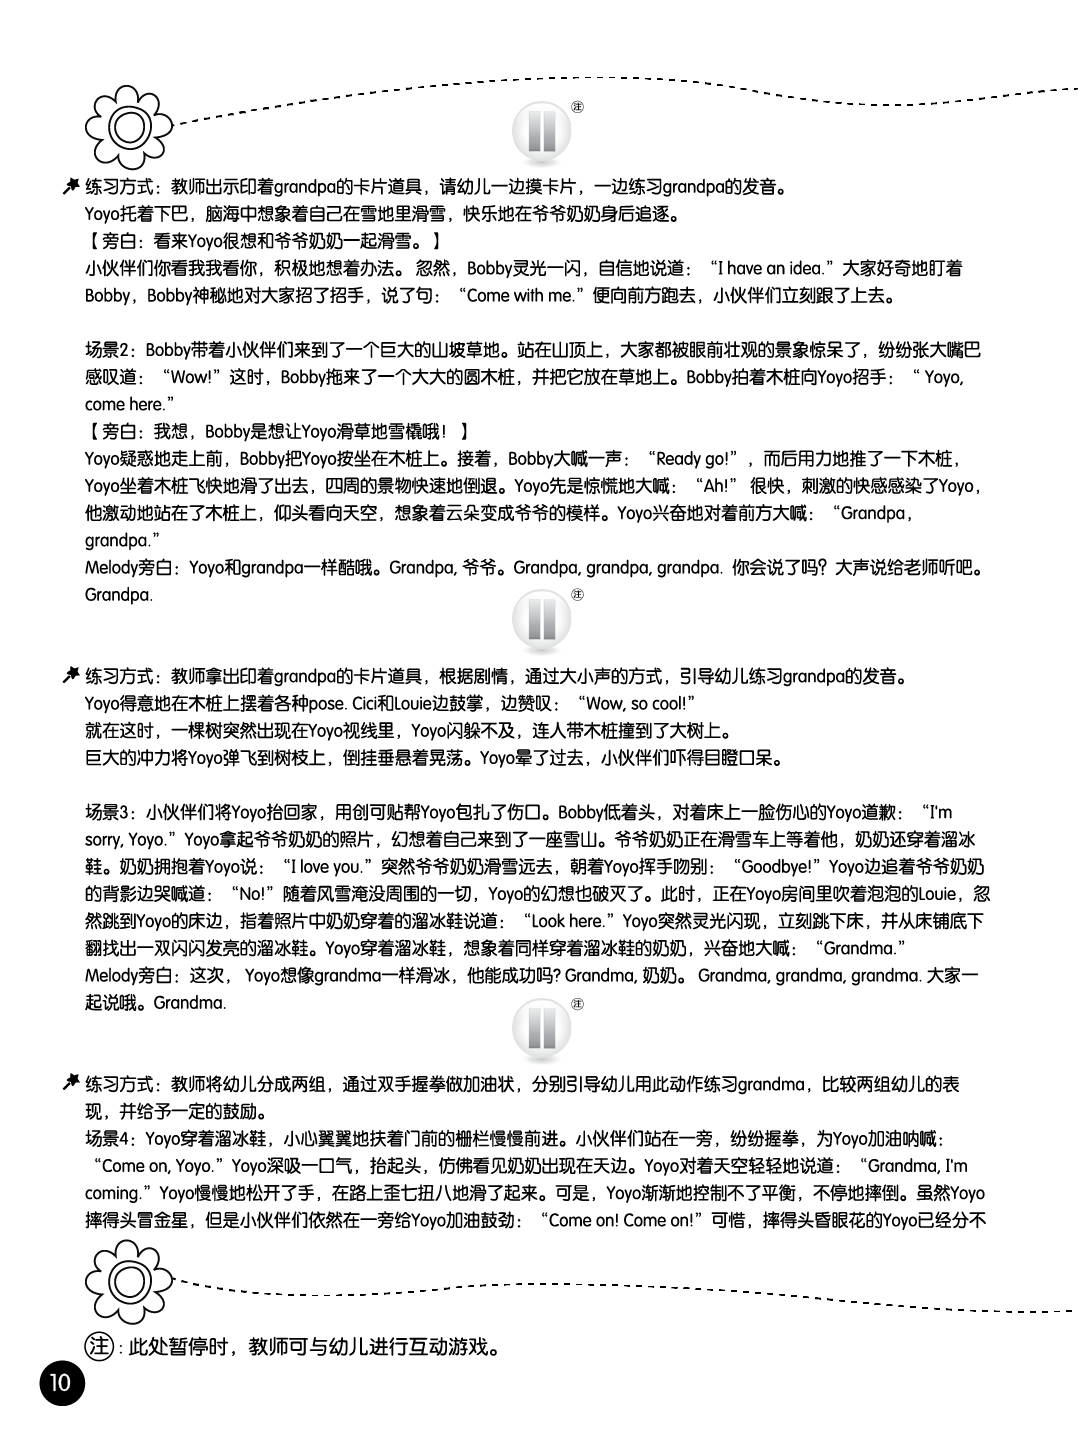 注
练习方式：教师出示印着grandpa的卡片道具，请幼儿一边摸卡片，一边练习grandpa的发音。
Yoyo托着下巴，脑海中想象着自己在雪地里滑雪，快乐地在爷爷奶奶身后追逐。
【旁白：看来Yoyo很想和爷爷奶奶一起滑雪。】
小伙伴们你看我我看你，积极地想着办法。忽然，Bobby灵光一闪，自信地说道：“I have an idea.”大家好奇地盯着
Bobby，Bobby神秘地对大家招了招手，说了句：“Come with me.”便向前方跑去，小伙伴们立刻跟了上去。
场景2：Bobby带着小伙伴们来到了一个巨大的山坡草地。站在山顶上，大家都被眼前壮观的景象惊呆了，纷纷张大嘴巴
感叹道：“Wow!”这时，Bobby拖来了一个大大的圆木桩，并把它放在草地上。Bobby拍着木桩向Yoyo招手：“ Yoyo,
come here.”
【旁白：我想，Bobby是想让Yoyo滑草地雪橇哦！】
Yoyo疑惑地走上前，Bobby把Yoyo按坐在木桩上。接着，Bobby大喊一声：“Ready go!”，而后用力地推了一下木桩，
Yoyo坐着木桩飞快地滑了出去，四周的景物快速地倒退。Yoyo先是惊慌地大喊：“Ah!” 很快，刺激的快感感染了Yoyo，
他激动地站在了木桩上，仰头看向天空，想象着云朵变成爷爷的模样。Yoyo兴奋地对着前方大喊：“Grandpa，
grandpa.”
Melody旁白：Yoyo和grandpa一样酷哦。Grandpa, 爷爷。Grandpa, grandpa, grandpa. 你会说了吗？大声说给老师听吧。
Grandpa.
注
练习方式：教师拿出印着grandpa的卡片道具，根据剧情，通过大小声的方式，引导幼儿练习grandpa的发音。
Yoyo得意地在木桩上摆着各种pose. Cici和Louie边鼓掌，边赞叹：“Wow, so cool!”
就在这时，一棵树突然出现在Yoyo视线里，Yoyo闪躲不及，连人带木桩撞到了大树上。
巨大的冲力将Yoyo弹飞到树枝上，倒挂垂悬着晃荡。Yoyo晕了过去，小伙伴们吓得目瞪口呆。
场景3：小伙伴们将Yoyo抬回家，用创可贴帮Yoyo包扎了伤口。Bobby低着头，对着床上一脸伤心的Yoyo道歉：“I'm
sorry, Yoyo.”Yoyo拿起爷爷奶奶的照片，幻想着自己来到了一座雪山。爷爷奶奶正在滑雪车上等着他，奶奶还穿着溜冰
鞋。奶奶拥抱着Yoyo说：“I love you.”突然爷爷奶奶滑雪远去，朝着Yoyo挥手吻别：“Goodbye!”Yoyo边追着爷爷奶奶
的背影边哭喊道：“No!”随着风雪淹没周围的一切，Yoyo的幻想也破灭了。此时，正在Yoyo房间里吹着泡泡的Louie，忽
然跳到Yoyo的床边，指着照片中奶奶穿着的溜冰鞋说道：“Look here.”Yoyo突然灵光闪现，立刻跳下床，并从床铺底下
翻找出一双闪闪发亮的溜冰鞋。Yoyo穿着溜冰鞋，想象着同样穿着溜冰鞋的奶奶，兴奋地大喊：“Grandma.”
Melody旁白：这次， Yoyo想像grandma一样滑冰，他能成功吗? Grandma, 奶奶。 Grandma, grandma, grandma. 大家一
起说哦。Grandma.
注
练习方式：教师将幼儿分成两组，通过双手握拳做加油状，分别引导幼儿用此动作练习grandma，比较两组幼儿的表
现，并给予一定的鼓励。
场景4：Yoyo穿着溜冰鞋，小心翼翼地扶着门前的栅栏慢慢前进。小伙伴们站在一旁，纷纷握拳，为Yoyo加油呐喊：
“Come on, Yoyo.”Yoyo深吸一口气，抬起头，仿佛看见奶奶出现在天边。Yoyo对着天空轻轻地说道：“Grandma, I'm
coming.”Yoyo慢慢地松开了手，在路上歪七扭八地滑了起来。可是，Yoyo渐渐地控制不了平衡，不停地摔倒。虽然Yoyo
摔得头冒金星，但是小伙伴们依然在一旁给Yoyo加油鼓劲：“Come on! Come on!”可惜，摔得头昏眼花的Yoyo已经分不
注：此处暂停时，教师可与幼儿进行互动游戏。
10